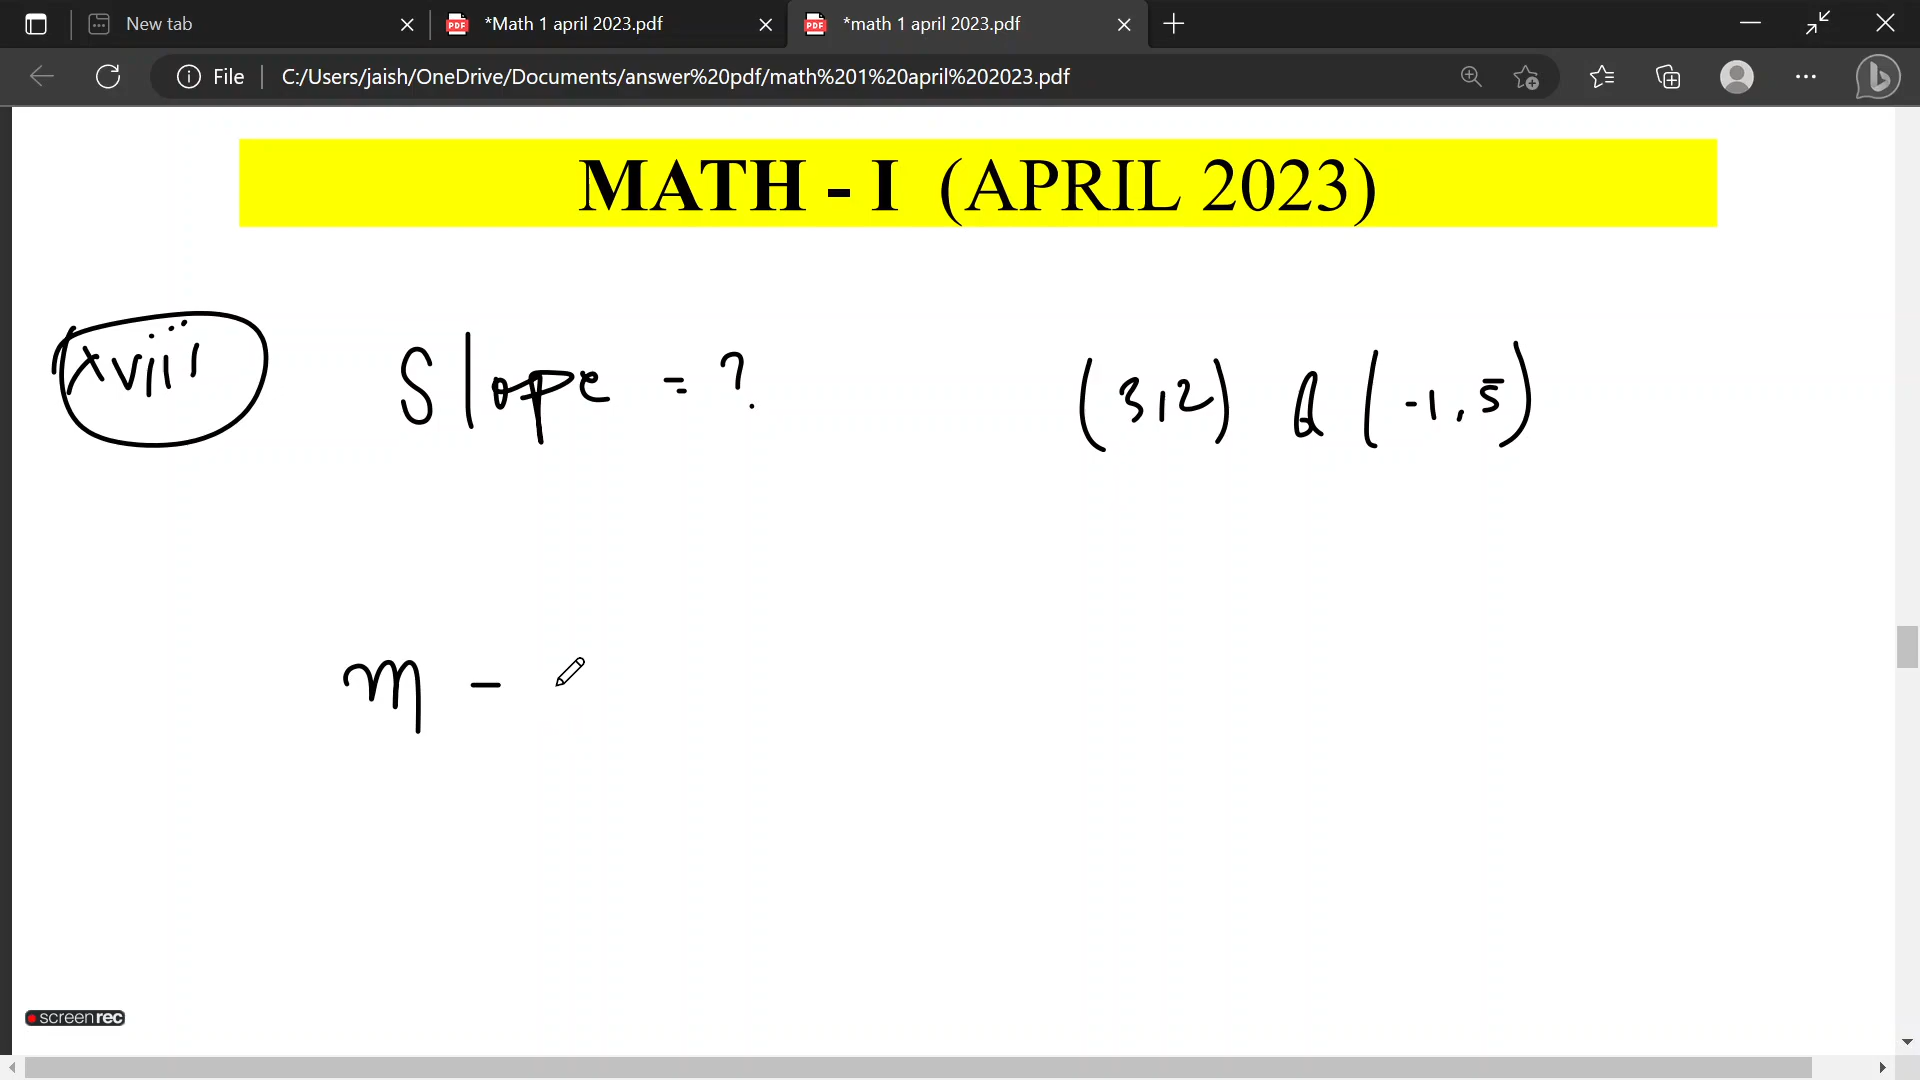 New tab
*Math 1 april 2023.pdf
*math 1 april 2023.pdf
File
C:/Users/jaish/OneDrive/Documents/answer%20pdf/math%201%20april%202023.pdf
MATH - I (APRIL 2023)
xviii Slope = ? (3,2) & (-1,5)
m -
screenrec